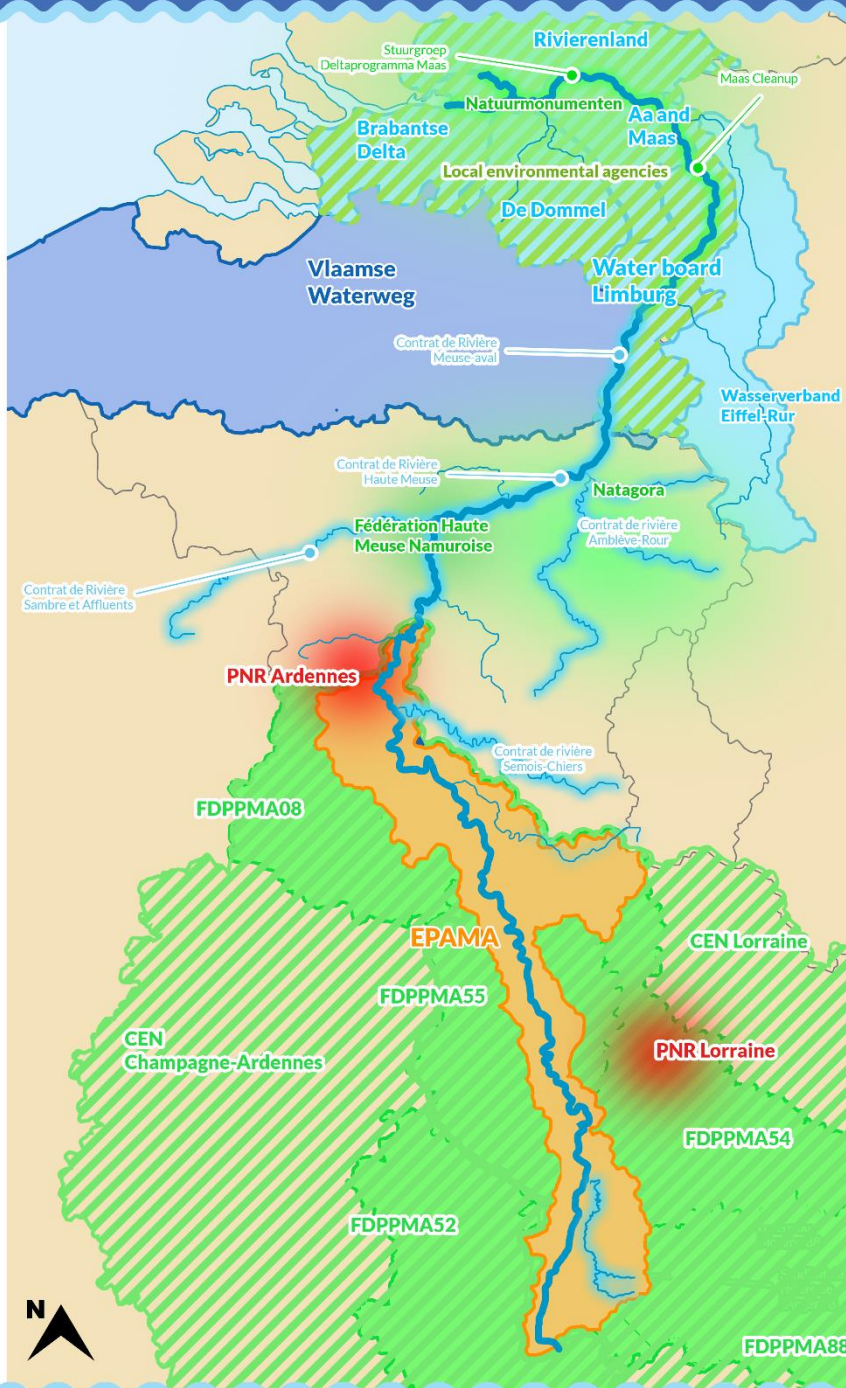 Rivierenland
Stuurgroep
Deltaprogramma Maas
Maas Cleanup
Natuurmonumenten
Aa and
Maas
Brabantse
Delta
Local environmental agencies
De Dommel
Vlaamse
Waterweg
Water board
Limburg
Contrat de Rivière
Meuse-aval
Wasserverband
Eiffel-Rur
Contrat de Rivière
Haute Meuse
Natagora
Fédération Haute
Meuse Namuroise
Contrat de rivière
Amblève-Rour
Contrat de Rivière
Sambre et Affluents
PNR Ardennes
Contrat de rivière
Semois-Chiers
FDPPMA08
EPAMA
CEN Lorraine
FDPPMA55
CEN
Champagne-Ardennes
PNR Lorraine
FDPPMA54
FDPPMA52
N
FDPPMA88